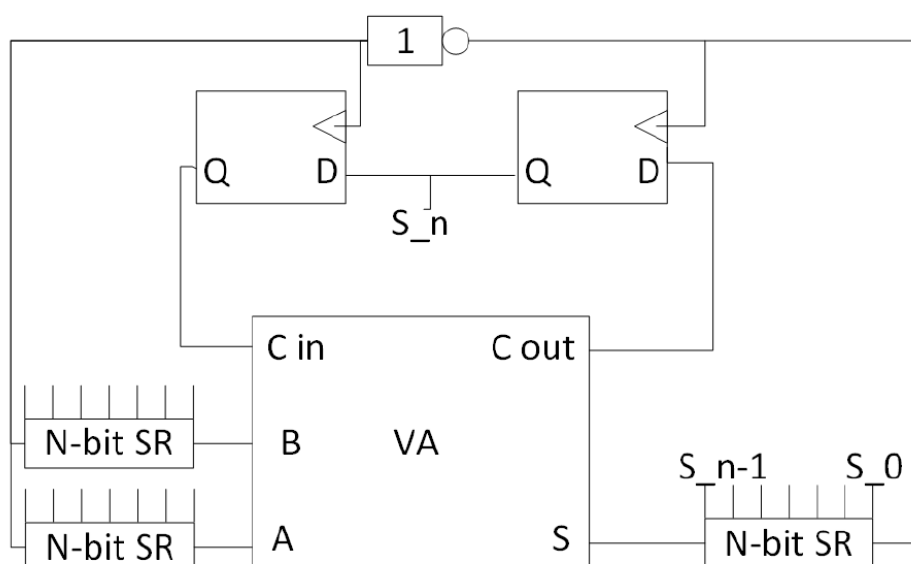 1
Q D
Q D
S_n
C in C out
N-bit SR B VA
S_n-1 S_0
N-bit SR A S N-bit SR